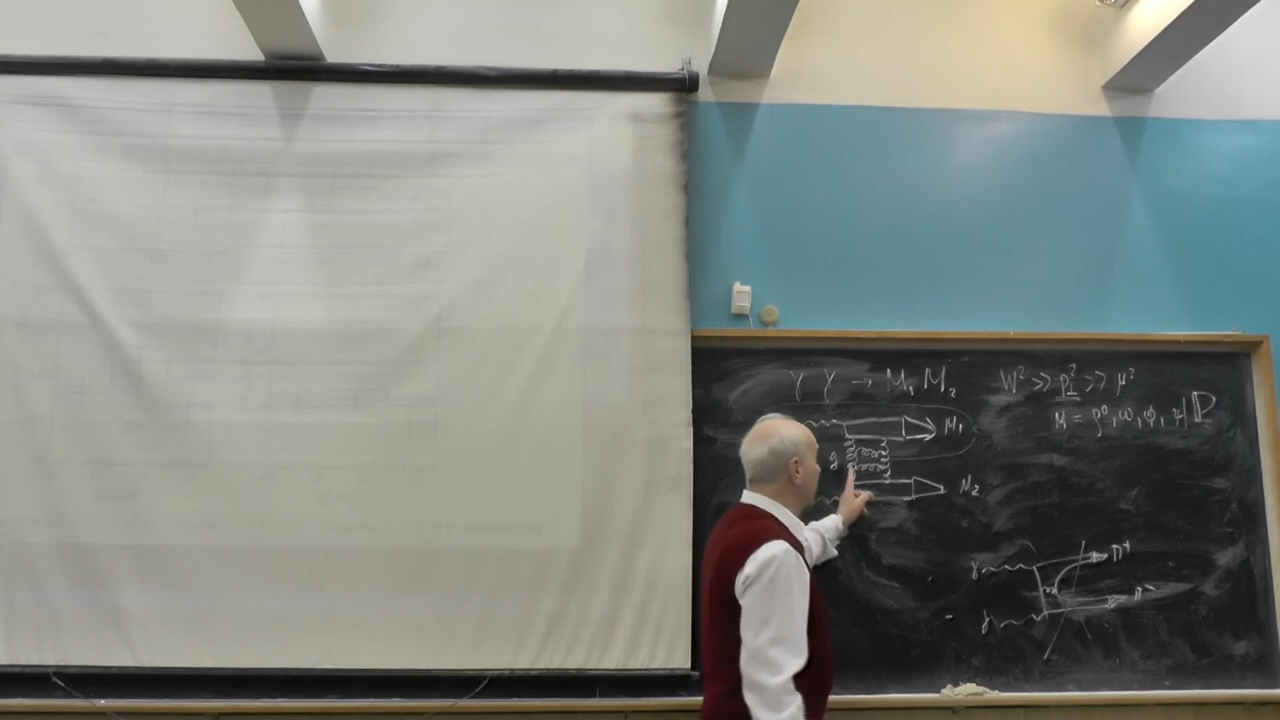 γ γ → M₁ M₂
W² >> p⊥² >> μ²
M = ρ⁰, ω, φ, ψ | ℙ
M₁
g
M₂
γ
π⁺
γ
π⁻